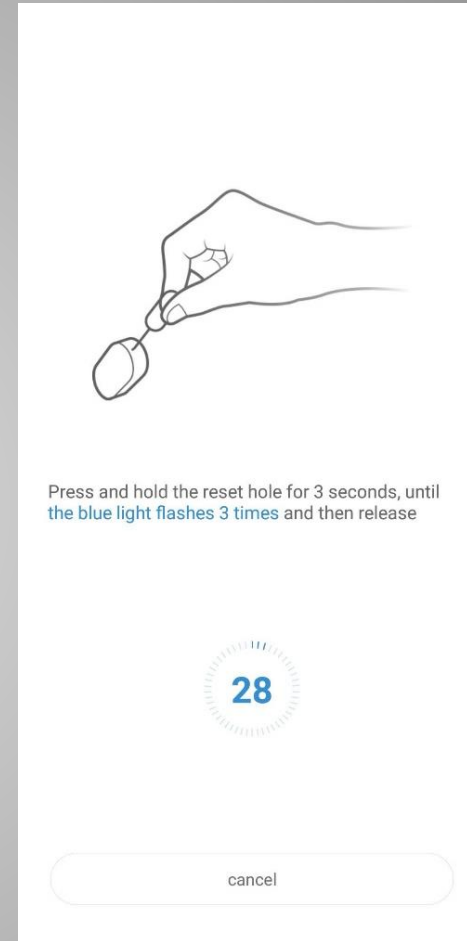 Press and hold the reset hole for 3 seconds, until
the blue light flashes 3 times and then release
28
cancel